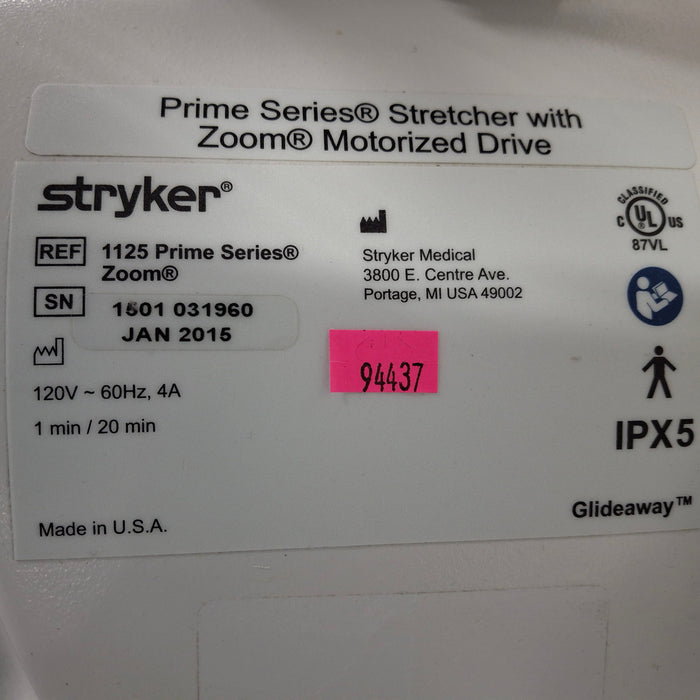 Prime Series® Stretcher with
Zoom® Motorized Drive
stryker®
REF 1125 Prime Series®
Zoom®
SN 1501 031960
JAN 2015
120V ~ 60Hz, 4A
1 min / 20 min
Made in U.S.A.
Stryker Medical
3800 E. Centre Ave.
Portage, MI USA 49002
94437
CLASSIFIED
C UL US
87VL
IPX5
Glideaway™